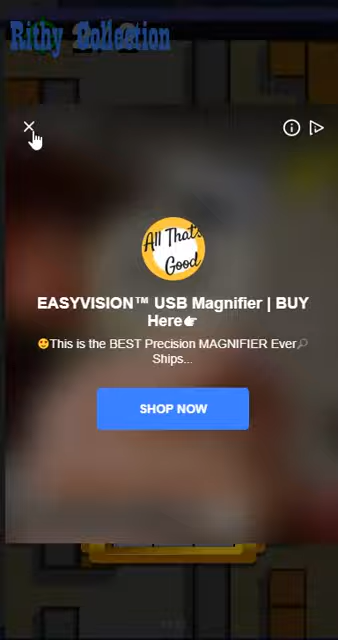 Rithy Collection
All That's
Good
EASYVISION™ USB Magnifier | BUY
Here👉
🙂This is the BEST Precision MAGNIFIER Ever🔎
Ships...
SHOP NOW